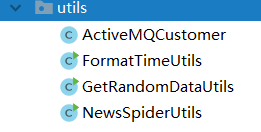 utils
ActiveMQCustomer
FormatTimeUtils
GetRandomDataUtils
NewsSpiderUtils